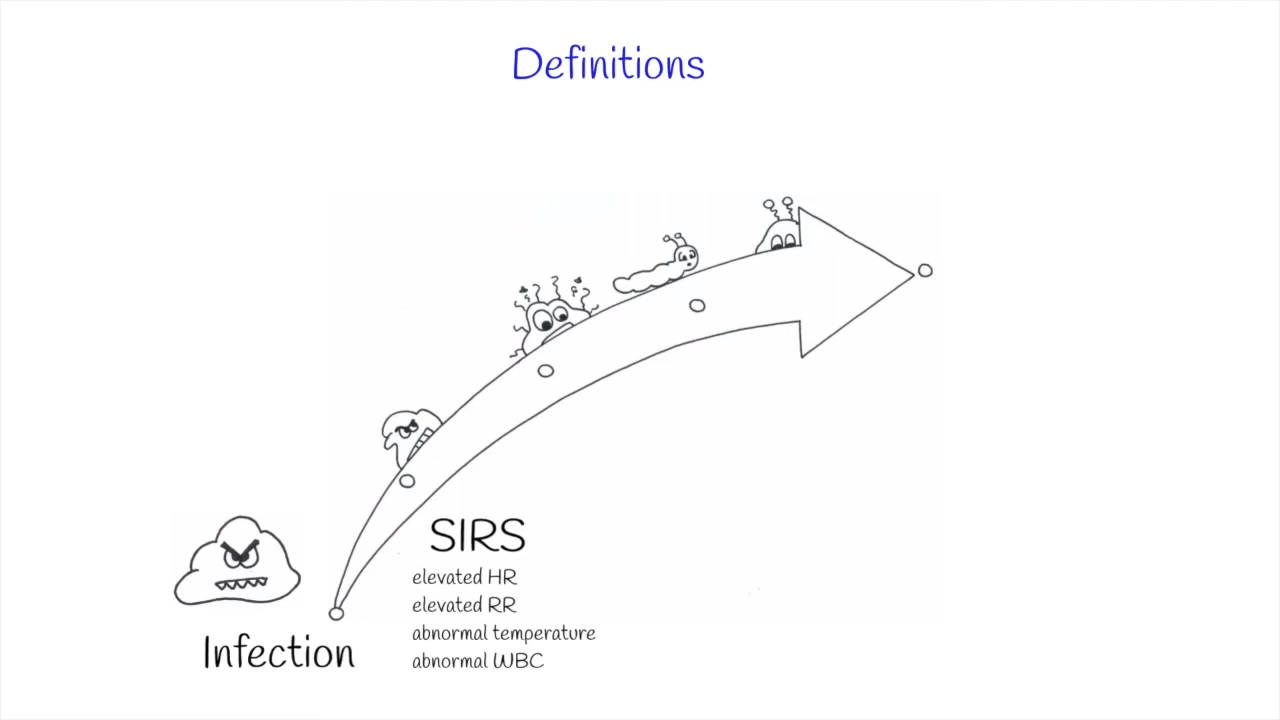 Definitions
SIRS
elevated HR
elevated RR
abnormal temperature
abnormal WBC
Infection